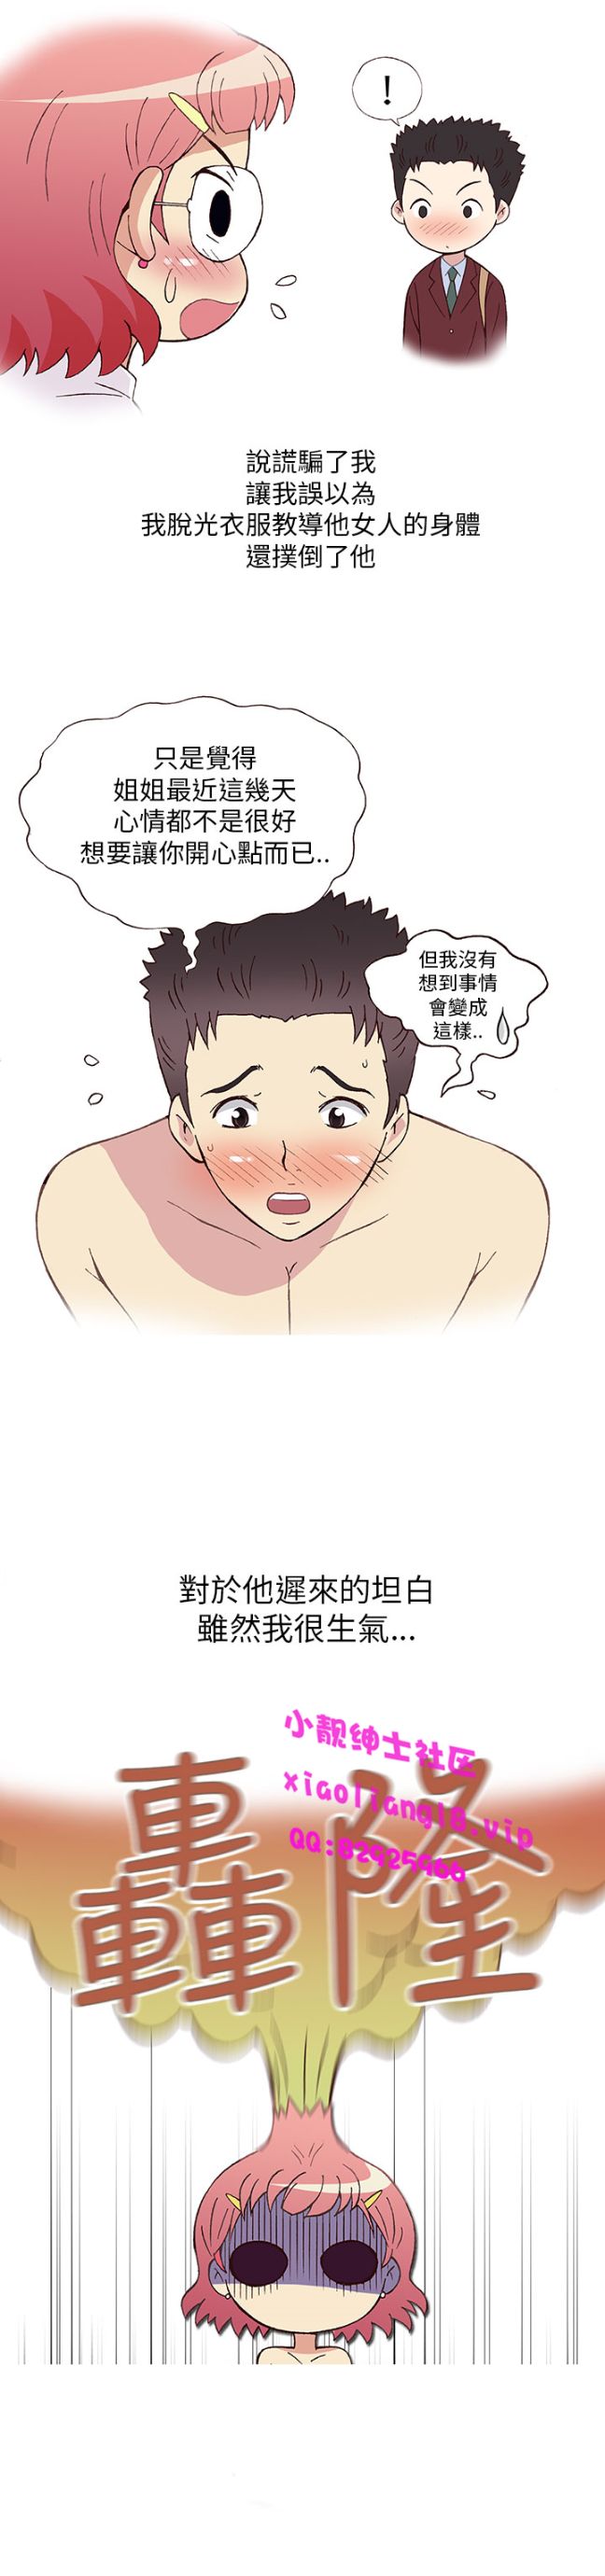 !
說謊騙了我
讓我誤以為
我脫光衣服教導他女人的身體
還撲倒了他
只是覺得
姐姐最近這幾天
心情都不是很好
想要讓你開心點而已..
但我沒有
想到事情
會變成
這樣..
對於他遲來的坦白
雖然我很生氣...
小靓绅士社区
xiaoliang18.vip
QQ:82925966
轟隆